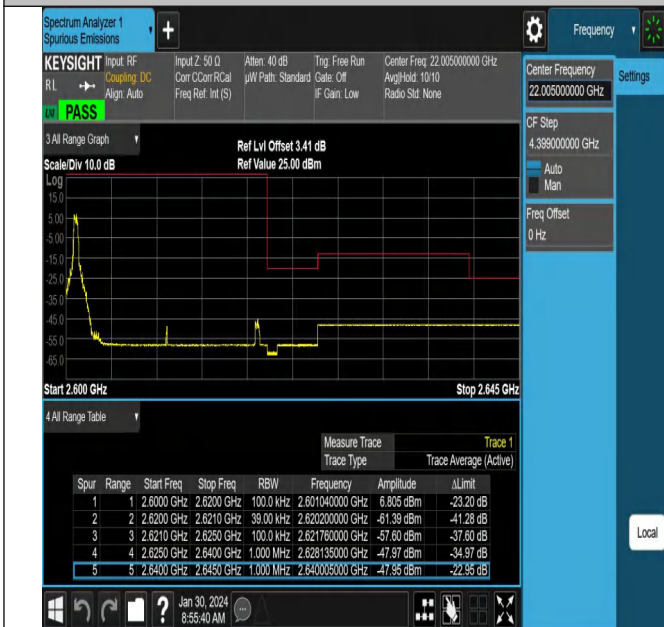 Spectrum Analyzer 1
Spurious Emissions
+
Frequency
KEYSIGHT
RL
Input: RF
Coupling: DC
Align: Auto
Input Z: 50 Ω
Corr CCorr RCal
Freq Ref: Int (S)
Atten: 40 dB
µW Path: Standard
Trig: Free Run
Gate: Off
IF Gain: Low
Center Freq: 22.005000000 GHz
Avg|Hold: 10/10
Radio Std: None
PASS
Center Frequency
22.005000000 GHz
Settings
CF Step
4.399000000 GHz
Auto
Man
Freq Offset
0 Hz
Local
3 All Range Graph
Scale/Div 10.0 dB
Ref Lvl Offset 3.41 dB
Ref Value 25.00 dBm
Log
15.0
5.00
-5.00
-15.0
-25.0
-35.0
-45.0
-55.0
-65.0
Start 2.600 GHz
Stop 2.645 GHz
4 All Range Table
Measure Trace Trace 1
Trace Type Trace Average (Active)
Spur Range Start Freq Stop Freq RBW Frequency Amplitude ΔLimit
1 1 2.6000 GHz 2.6200 GHz 100.0 kHz 2.601040000 GHz 6.805 dBm -23.20 dB
2 2 2.6200 GHz 2.6210 GHz 39.00 kHz 2.620200000 GHz -61.39 dBm -41.28 dB
3 3 2.6210 GHz 2.6250 GHz 100.0 kHz 2.621760000 GHz -57.60 dBm -37.60 dB
4 4 2.6250 GHz 2.6400 GHz 1.000 MHz 2.628135000 GHz -47.97 dBm -34.97 dB
5 5 2.6400 GHz 2.6450 GHz 1.000 MHz 2.640005000 GHz -47.95 dBm -22.95 dB
?
Jan 30, 2024
8:55:40 AM